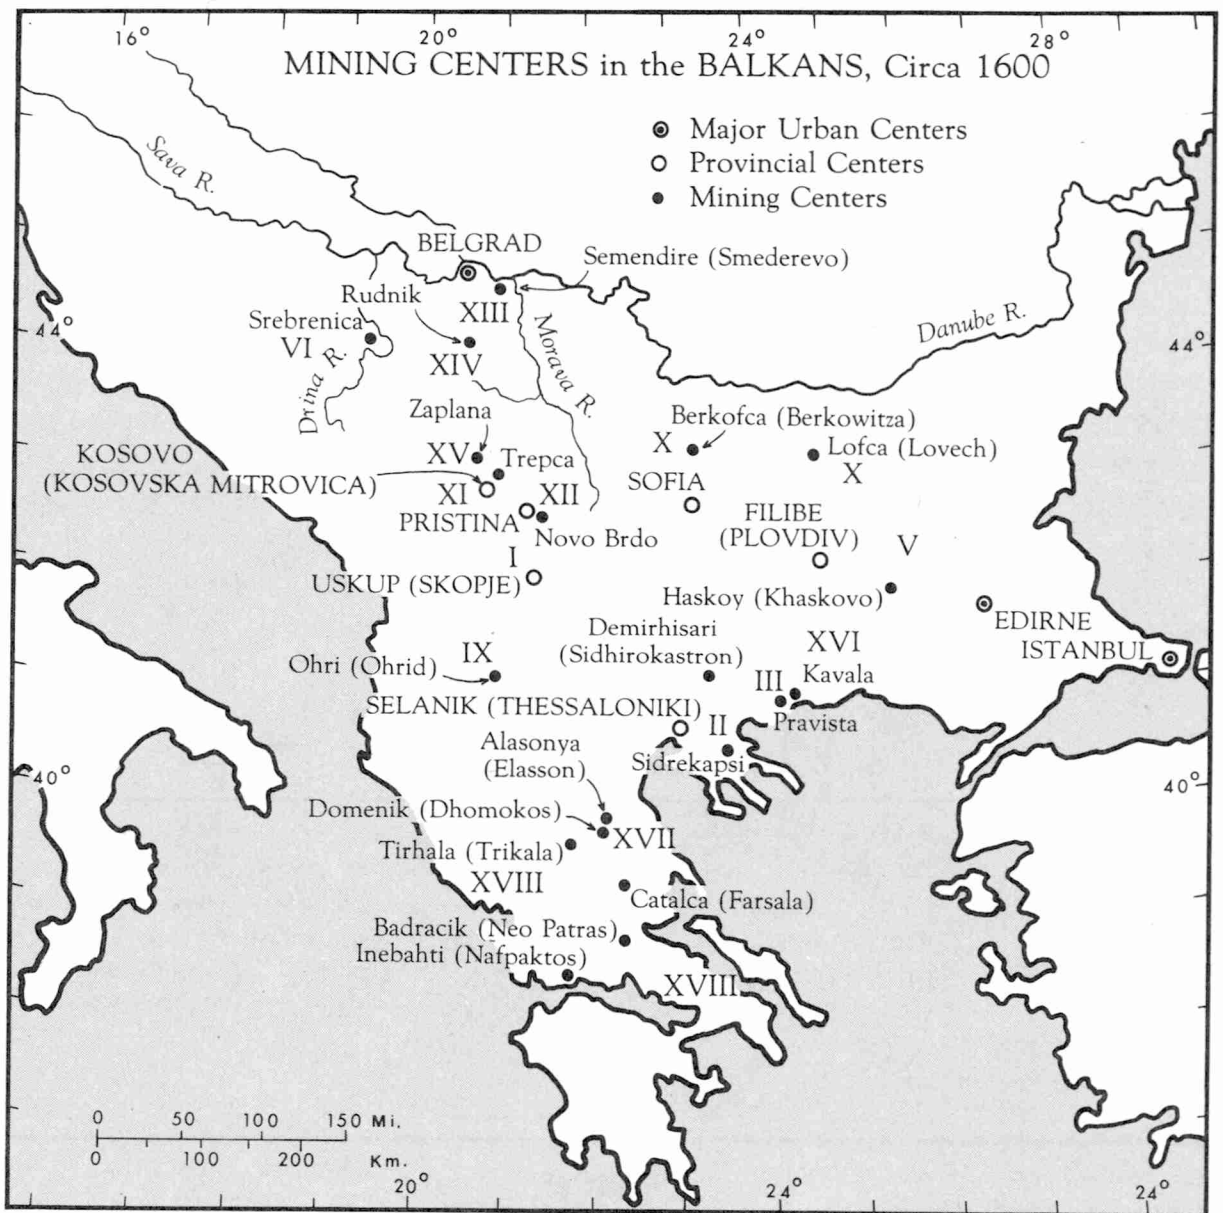 16° 20° 24° 28°
MINING CENTERS in the BALKANS, Circa 1600
Major Urban Centers
Provincial Centers
Mining Centers
Sava R.
BELGRAD
Semendire (Smederevo)
Rudnik
XIII
Srebrenica
VI
44°
Danube R.
44°
Morava R.
XIV
Drina R.
Zaplana
Berkofca (Berkowitza)
X
Lofca (Lovech)
X
KOSOVO
(KOSOVSKA MITROVICA)
XV
Trepca
XI
XII
SOFIA
PRISTINA
Novo Brdo
FILIBE
(PLOVDIV)
V
I
USKUP (SKOPJE)
Haskoy (Khaskovo)
EDIRNE
ISTANBUL
Demirhisari
(Sidhirokastron)
XVI
IX
Ohri (Ohrid)
III
Kavala
SELANIK (THESSALONIKI)
II
Pravista
Alasonya
(Elasson)
Sidrekapsi
40°
40°
Domenik (Dhomokos)
XVII
Tirhala (Trikala)
XVIII
Catalca (Farsala)
Badracik (Neo Patras)
Inebahti (Nafpaktos)
XVIII
0 50 100 150 Mi.
0 100 200 Km.
20° 24° 24°